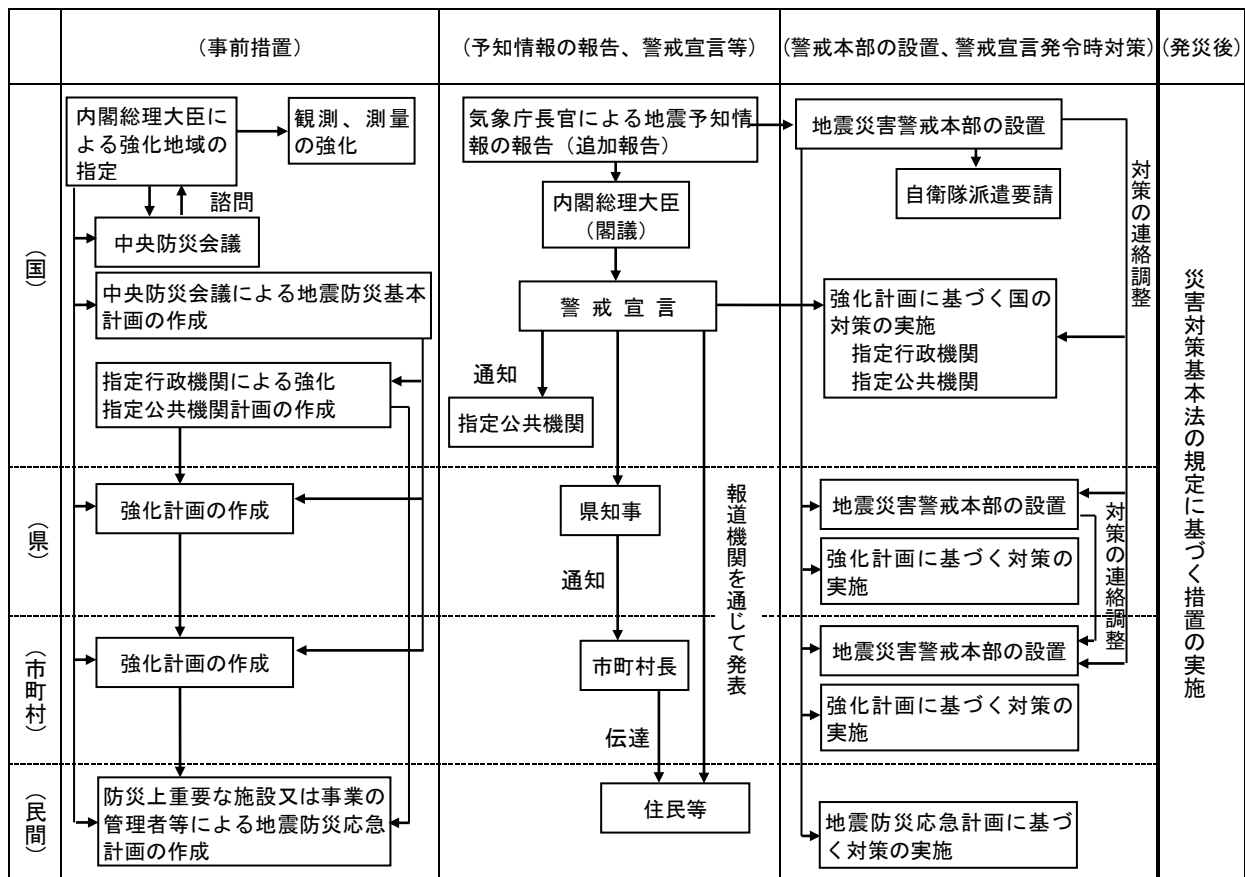 （事前措置）
（予知情報の報告、警戒宣言等）
（警戒本部の設置、警戒宣言発令時対策）
（発災後）
（国）
内閣総理大臣に
よる強化地域の
指定
観測、測量
の強化
諮問
中央防災会議
中央防災会議による地震防災基本
計画の作成
指定行政機関による強化
指定公共機関計画の作成
気象庁長官による地震予知情
報の報告（追加報告）
内閣総理大臣
（閣議）
警戒宣言
通知
指定公共機関
地震災害警戒本部の設置
自衛隊派遣要請
対策の連絡調整
強化計画に基づく国の
対策の実施
指定行政機関
指定公共機関
（県）
強化計画の作成
県知事
通知
報道機関を通じて発表
地震災害警戒本部の設置
強化計画に基づく対策の
実施
対策の連絡調整
（市町村）
強化計画の作成
市町村長
伝達
地震災害警戒本部の設置
強化計画に基づく対策の
実施
（民間）
防災上重要な施設又は事業の
管理者等による地震防災応急
計画の作成
住民等
地震防災応急計画に基づ
く対策の実施
災害対策基本法の規定に基づく措置の実施